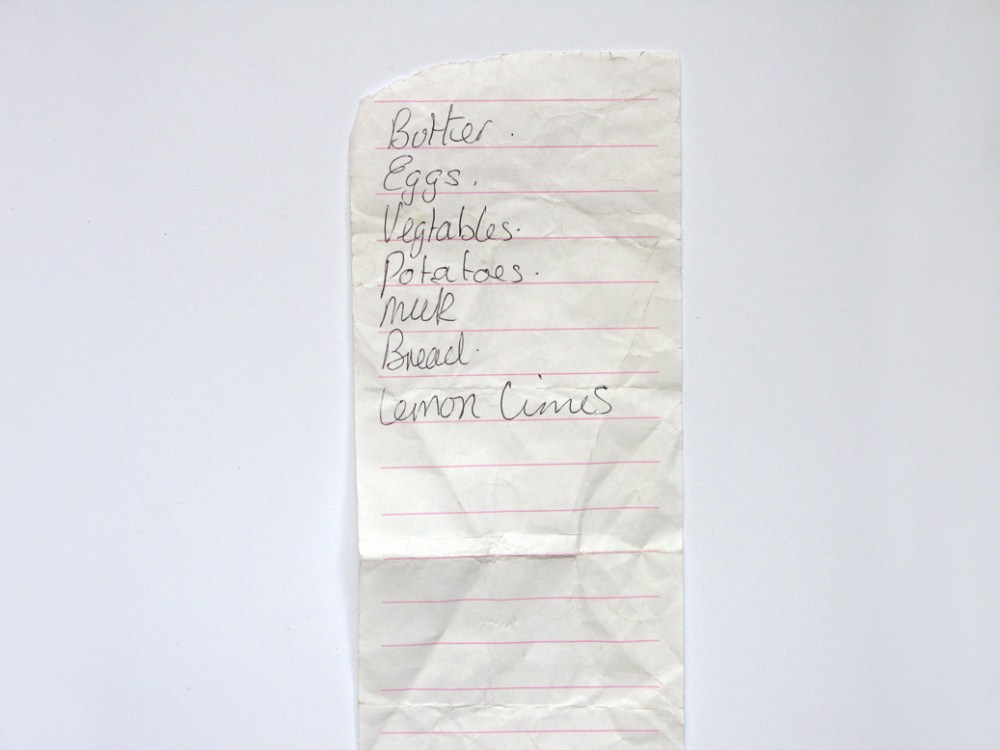 Butter.
Eggs.
Vegtables.
Potatoes.
Milk
Bread.
Lemon Limes